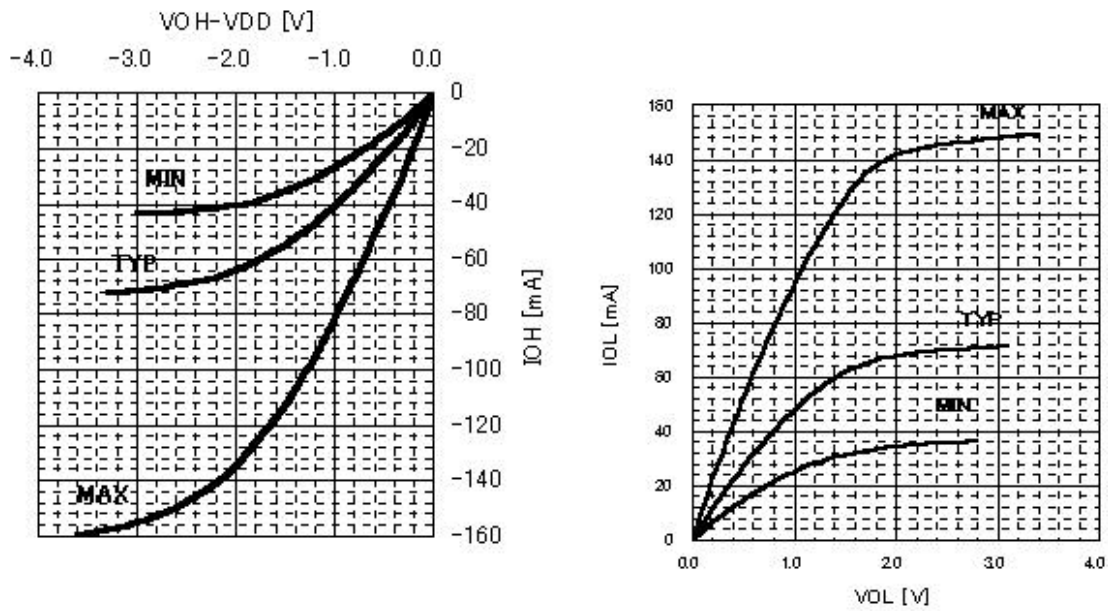 VOH-VDD [V]
-4.0 -3.0 -2.0 -1.0 0.0
0
-20
-40
-60
-80
-100
-120
-140
-160
IOH [mA]
MIN
TYP
MAX
160
140
120
100
80
60
40
20
0
IOL [mA]
MAX
TYP
MIN
0.0 1.0 2.0 3.0 4.0
VOL [V]